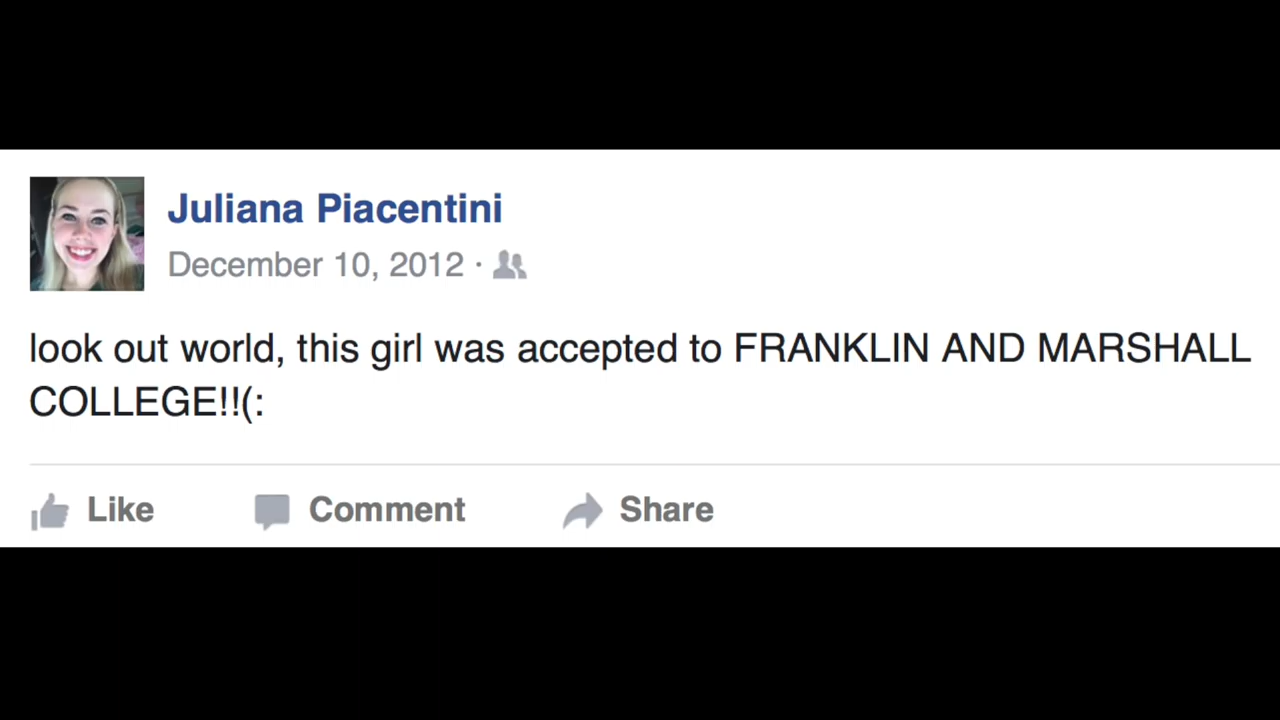 Juliana Piacentini
December 10, 2012 ·
look out world, this girl was accepted to FRANKLIN AND MARSHALL
COLLEGE!!(:
Like Comment Share